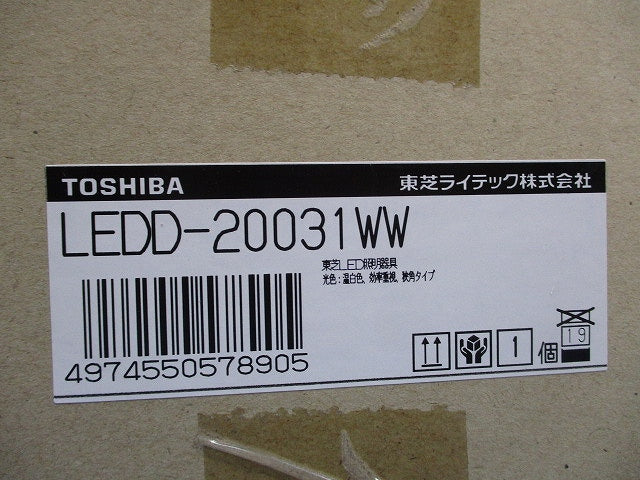 TOSHIBA 東芝ライテック株式会社
LEDD-20031WW
東芝LED照明器具
光色:温白色、効率重視、狭角タイプ
4974550578905
1 個 19